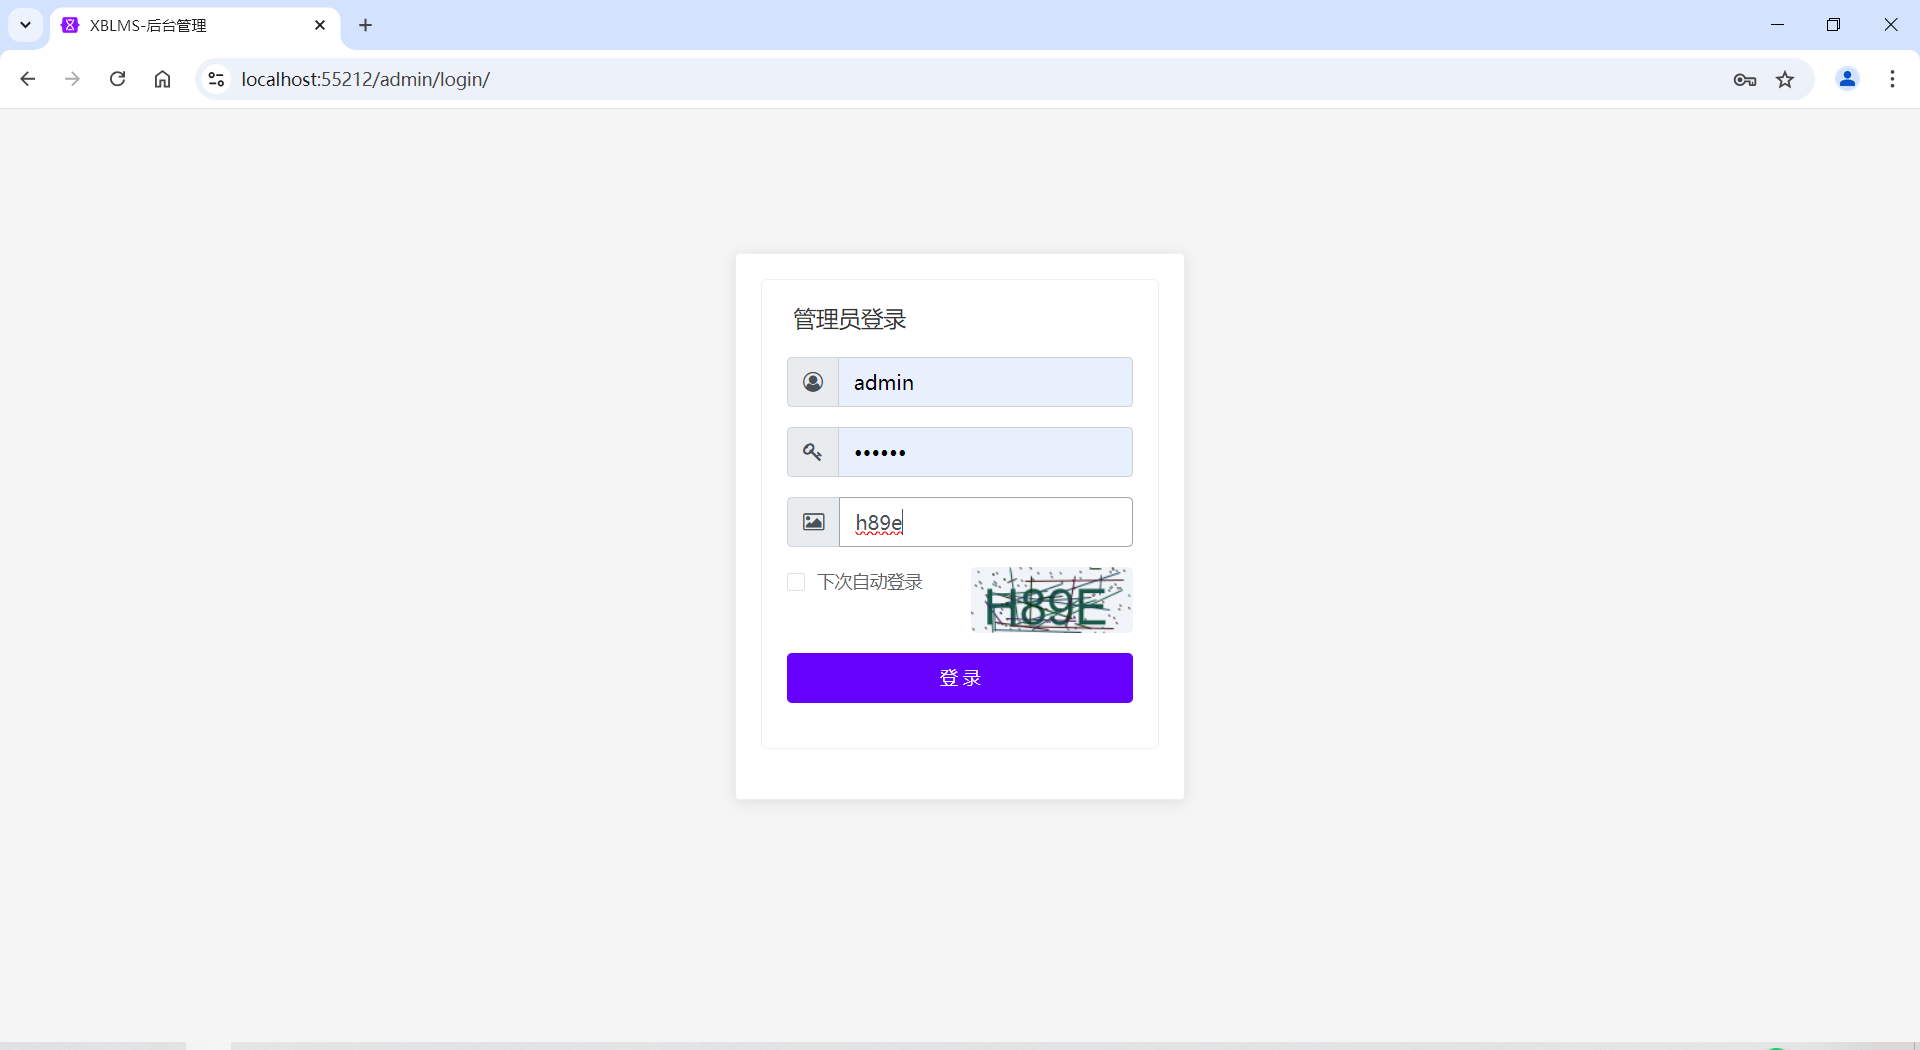 XBLMS-后台管理
localhost:55212/admin/login/
管理员登录
admin
••••••
h89e
下次自动登录
H89E
登 录